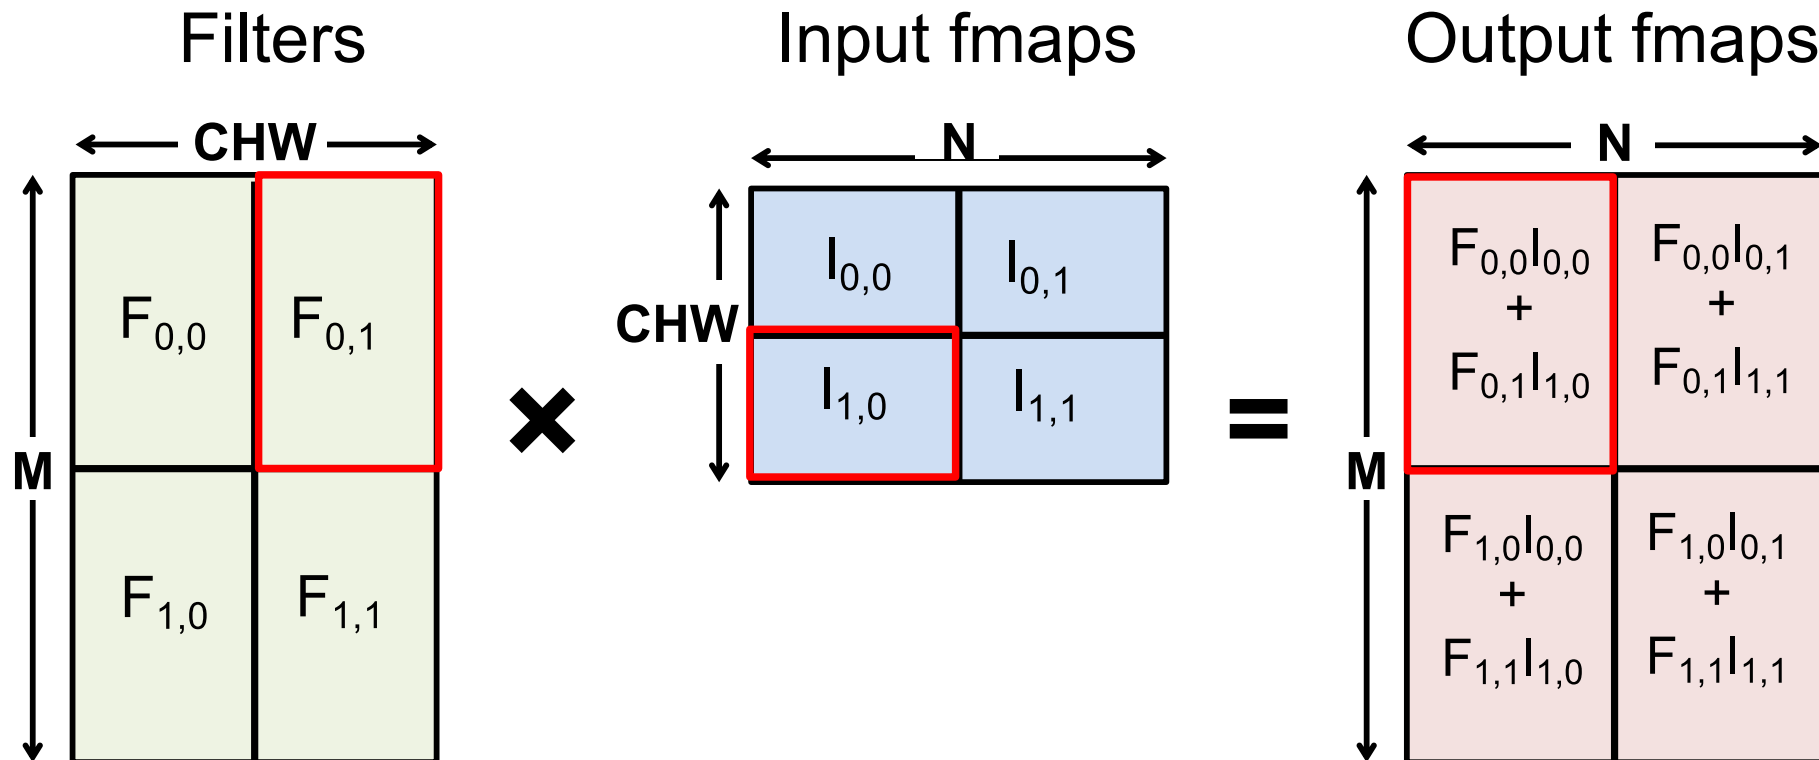 Filters
CHW
M
F0,0 F0,1
F1,0 F1,1
×
Input fmaps
N
CHW
I0,0 I0,1
I1,0 I1,1
=
Output fmaps
N
M
F0,0I0,0
+
F0,1I1,0
F0,0I0,1
+
F0,1I1,1
F1,0I0,0
+
F1,1I1,0
F1,0I0,1
+
F1,1I1,1